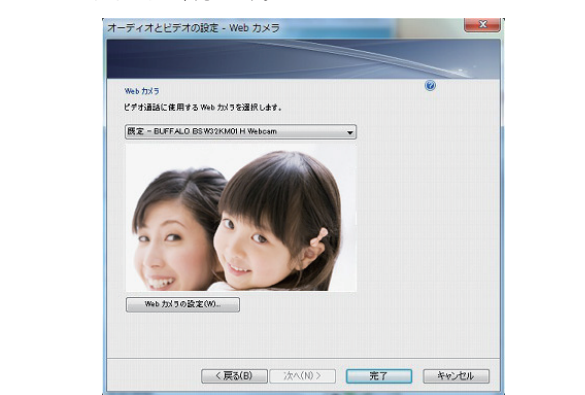 オーディオとビデオの設定 - Web カメラ
Web カメラ
ビデオ通話に使用する Web カメラを選択します。
既定 - BUFFALO BSW32KM01H Webcam
Web カメラの設定(W)...
< 戻る(B)
次へ(N) >
完了
キャンセル